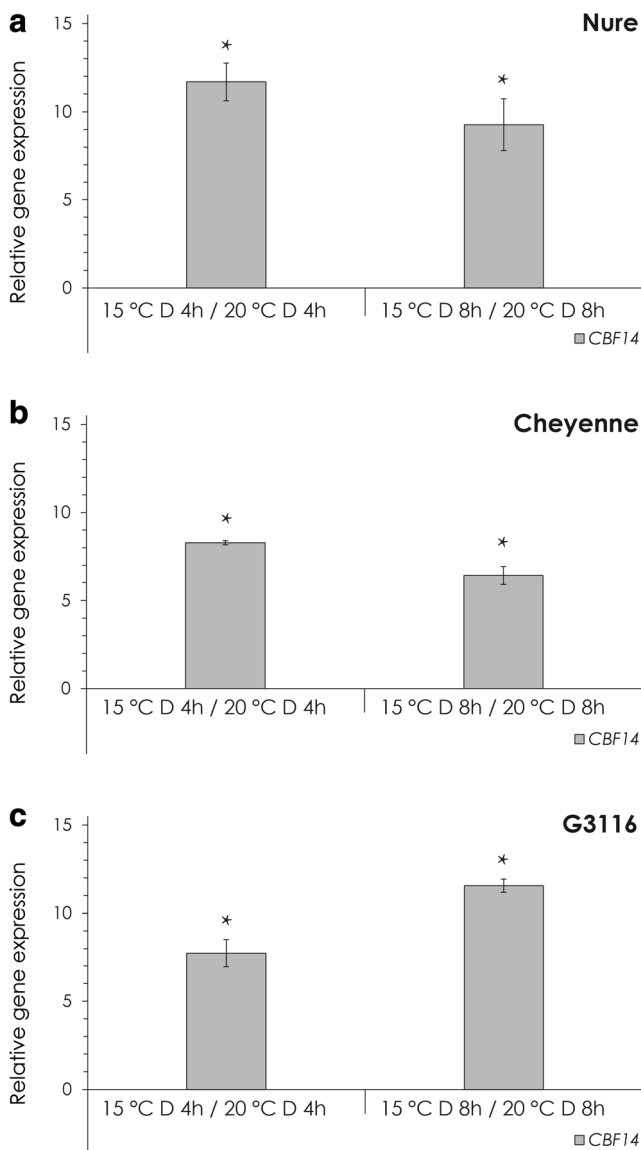 a
Nure
15
10
5
0
Relative gene expression
*
*
15 °C D 4h / 20 °C D 4h
15 °C D 8h / 20 °C D 8h
CBF14
b
Cheyenne
15
10
5
0
Relative gene expression
*
*
15 °C D 4h / 20 °C D 4h
15 °C D 8h / 20 °C D 8h
CBF14
c
G3116
15
10
5
0
Relative gene expression
*
*
15 °C D 4h / 20 °C D 4h
15 °C D 8h / 20 °C D 8h
CBF14